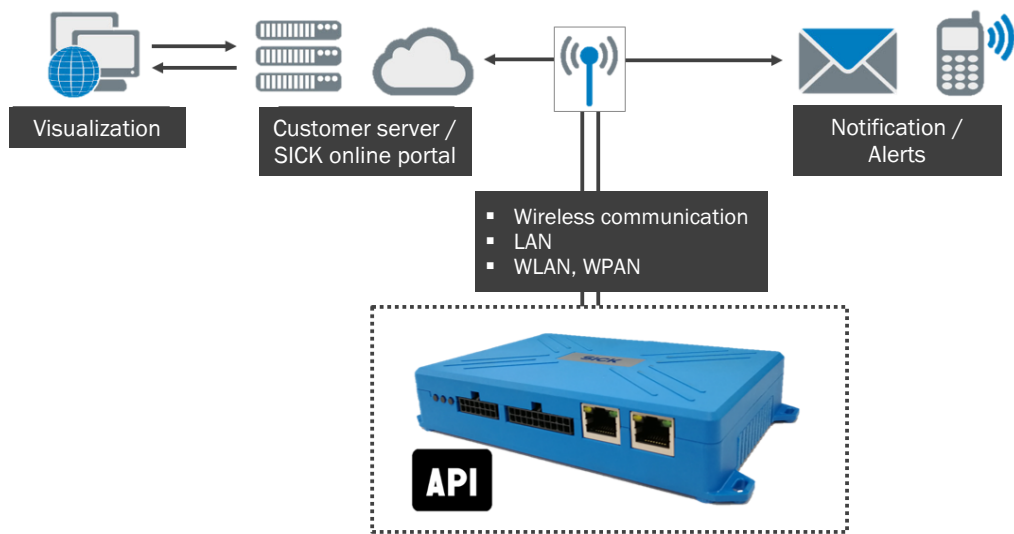 Visualization
Customer server /
SICK online portal
Notification /
Alerts
▪ Wireless communication
▪ LAN
▪ WLAN, WPAN
SICK
API